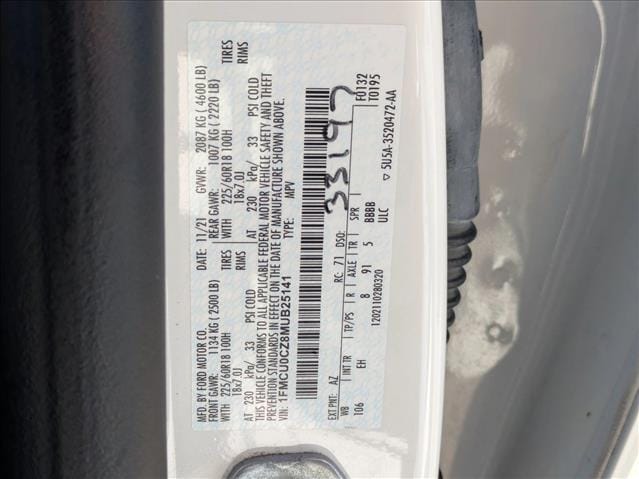 MFD. BY FORD MOTOR CO.
DATE: 11/21 GVWR: 2087 KG ( 4600 LB)
FRONT GAWR: 1134 KG ( 2500 LB) REAR GAWR: 1007 KG ( 2220 LB)
WITH 225/60R18 100H TIRES WITH 225/60R18 100H TIRES
18x7.0J RIMS 18x7.0J RIMS
AT 230 kPa/ 33 PSI COLD AT 230 kPa/ 33 PSI COLD
THIS VEHICLE CONFORMS TO ALL APPLICABLE FEDERAL MOTOR VEHICLE SAFETY AND THEFT
PREVENTION STANDARDS IN EFFECT ON THE DATE OF MANUFACTURE SHOWN ABOVE.
VIN: 1FMCU0CZ8MUB25141 TYPE: MPV
33197
F0132
T0195
EXT PNT: AZ RC: 71 DSO:
WB INT TR TP/PS R AXLE TR SPR
106 EH 8 91 5 BBBB
ULC
1202110280320 ▽ 5U5A-3520472-AA